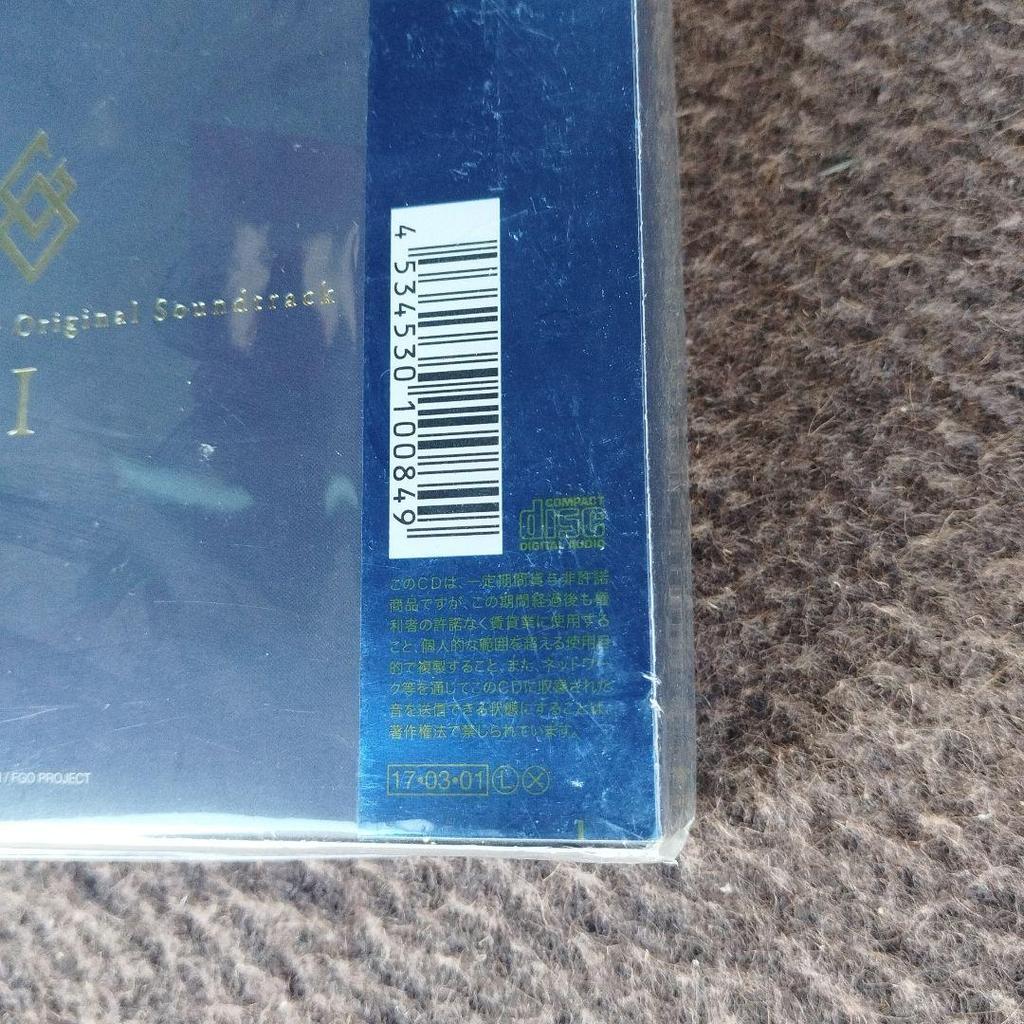 Original Soundtrack
I
/ FGO PROJECT
4 534530 100849
COMPACT
disc
DIGITAL AUDIO
このCDは、一定期間貸与非許諾
商品ですが、この期間経過後も権
利者の許諾なく賃貸業に使用する
こと、個人的な範囲を超える使用目
的で複製すること、また、ネットワー
ク等を通じてこのCDに収録された
音を送信できる状態にすることは、
著作権法で禁じられています。
17・03・01 Ⓛ Ⓧ
1